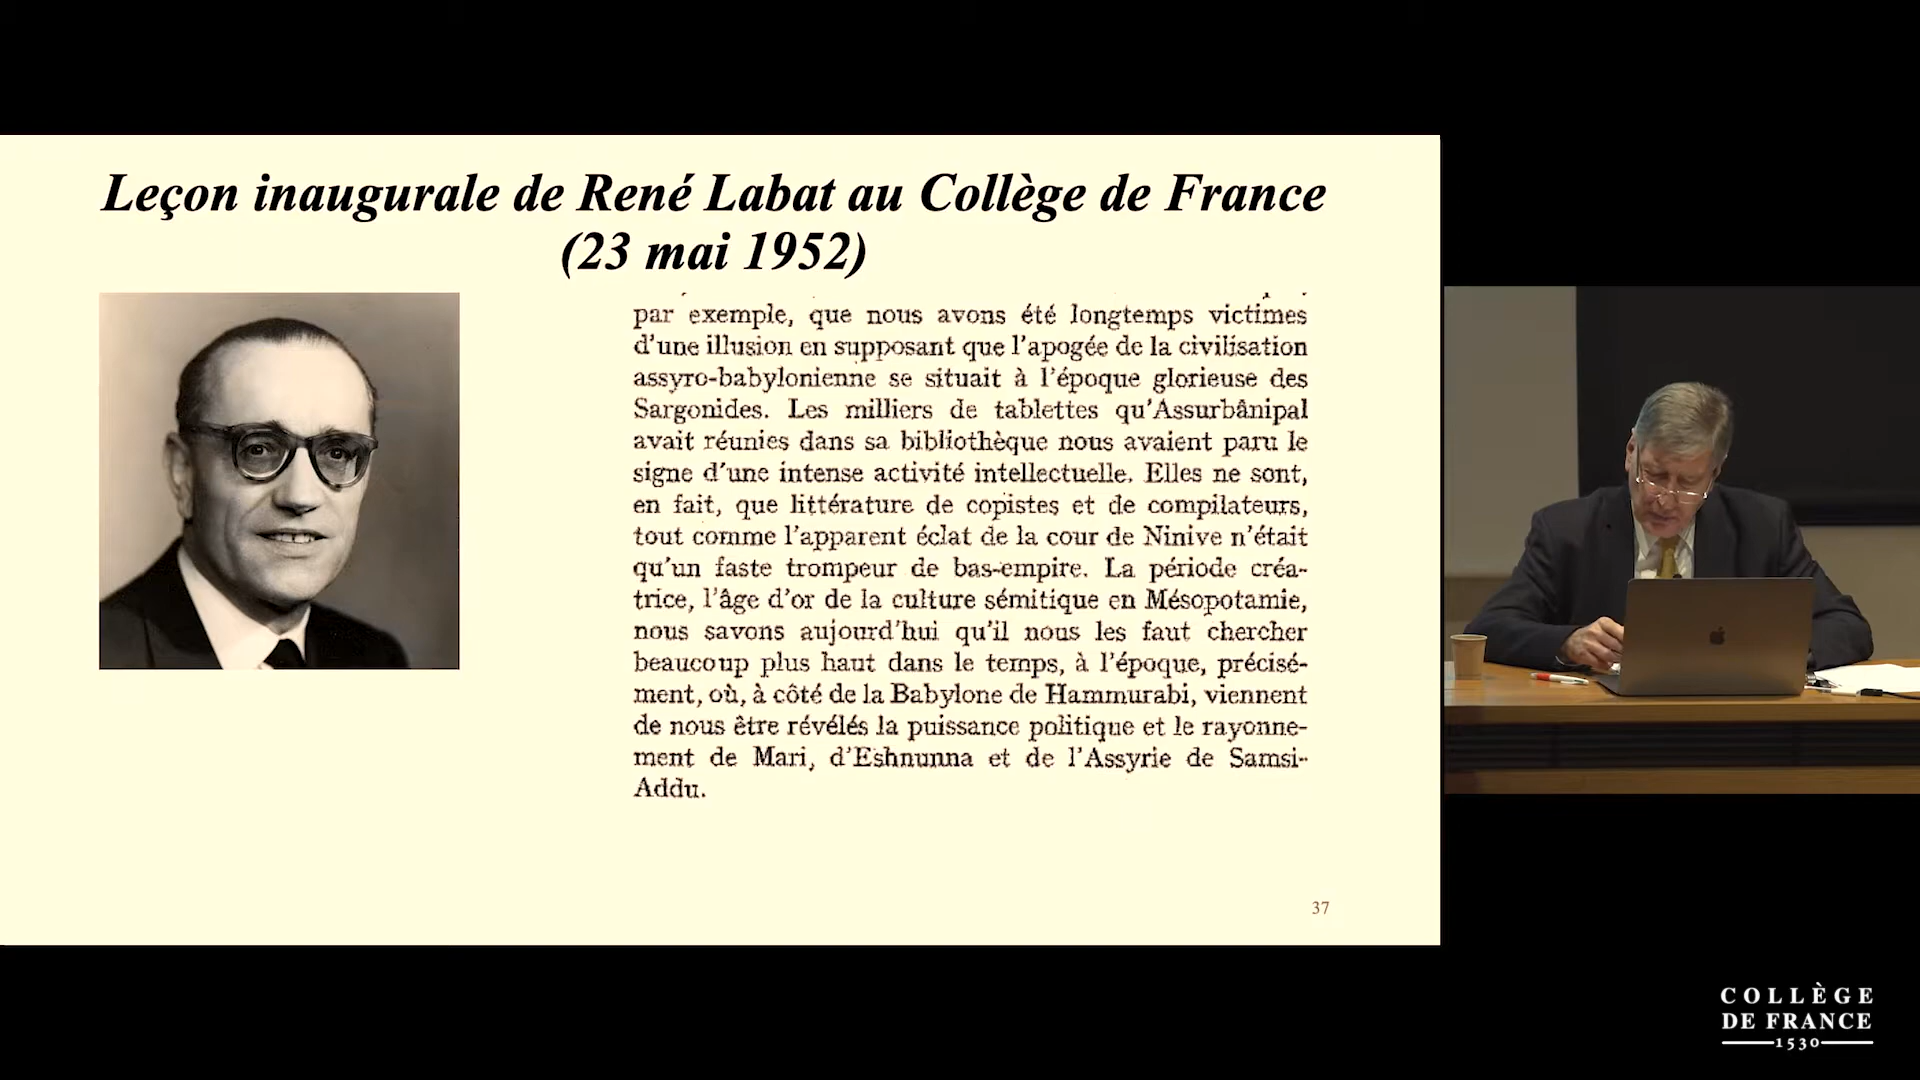 Leçon inaugurale de René Labat au Collège de France
(23 mai 1952)
par exemple, que nous avons été longtemps victimes
d'une illusion en supposant que l'apogée de la civilisation
assyro-babylonienne se situait à l'époque glorieuse des
Sargonides. Les milliers de tablettes qu'Assurbânipal
avait réunies dans sa bibliothèque nous avaient paru le
signe d'une intense activité intellectuelle. Elles ne sont,
en fait, que littérature de copistes et de compilateurs,
tout comme l'apparent éclat de la cour de Ninive n'était
qu'un faste trompeur de bas-empire. La période créa-
trice, l'âge d'or de la culture sémitique en Mésopotamie,
nous savons aujourd'hui qu'il nous les faut chercher
beaucoup plus haut dans le temps, à l'époque, précisé-
ment, où, à côté de la Babylone de Hammurabi, viennent
de nous être révélés la puissance politique et le rayonne-
ment de Mari, d'Eshnunna et de l'Assyrie de Samsi-
Addu.
37
COLLÈGE
DE FRANCE
1530